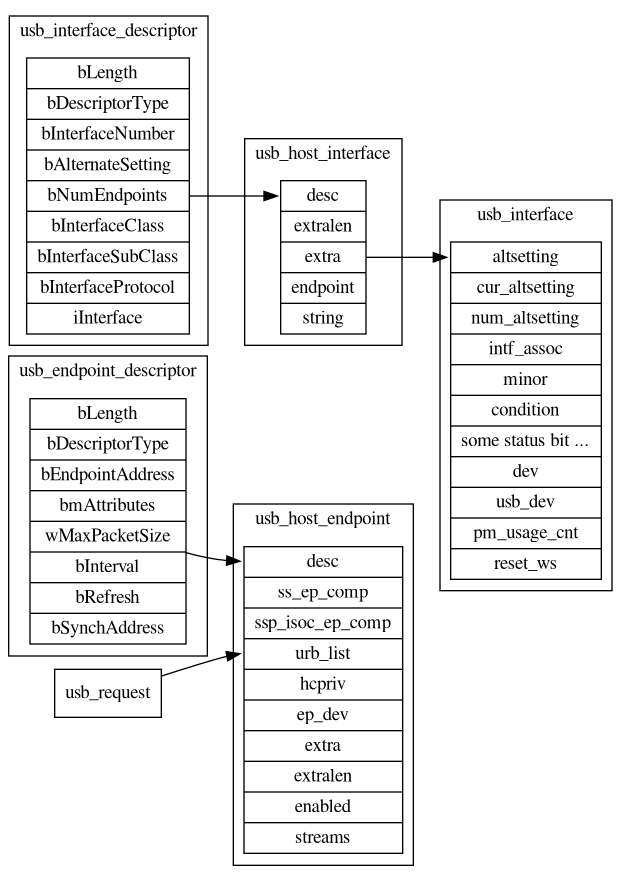 usb_interface_descriptor
bLength
bDescriptorType
bInterfaceNumber
bAlternateSetting
bNumEndpoints
bInterfaceClass
bInterfaceSubClass
bInterfaceProtocol
iInterface
usb_host_interface
desc
extralen
extra
endpoint
string
usb_interface
altsetting
cur_altsetting
num_altsetting
intf_assoc
minor
condition
some status bit ...
dev
usb_dev
pm_usage_cnt
reset_ws
usb_endpoint_descriptor
bLength
bDescriptorType
bEndpointAddress
bmAttributes
wMaxPacketSize
bInterval
bRefresh
bSynchAddress
usb_request
usb_host_endpoint
desc
ss_ep_comp
ssp_isoc_ep_comp
urb_list
hcpriv
ep_dev
extra
extralen
enabled
streams